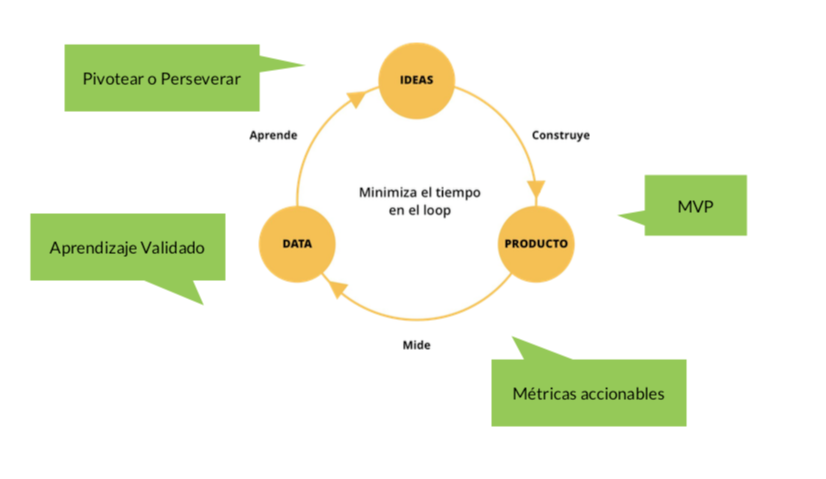 Pivotear o Perseverar
IDEAS
Aprende
Construye
Minimiza el tiempo
en el loop
MVP
Aprendizaje Validado
DATA
PRODUCTO
Mide
Métricas accionables